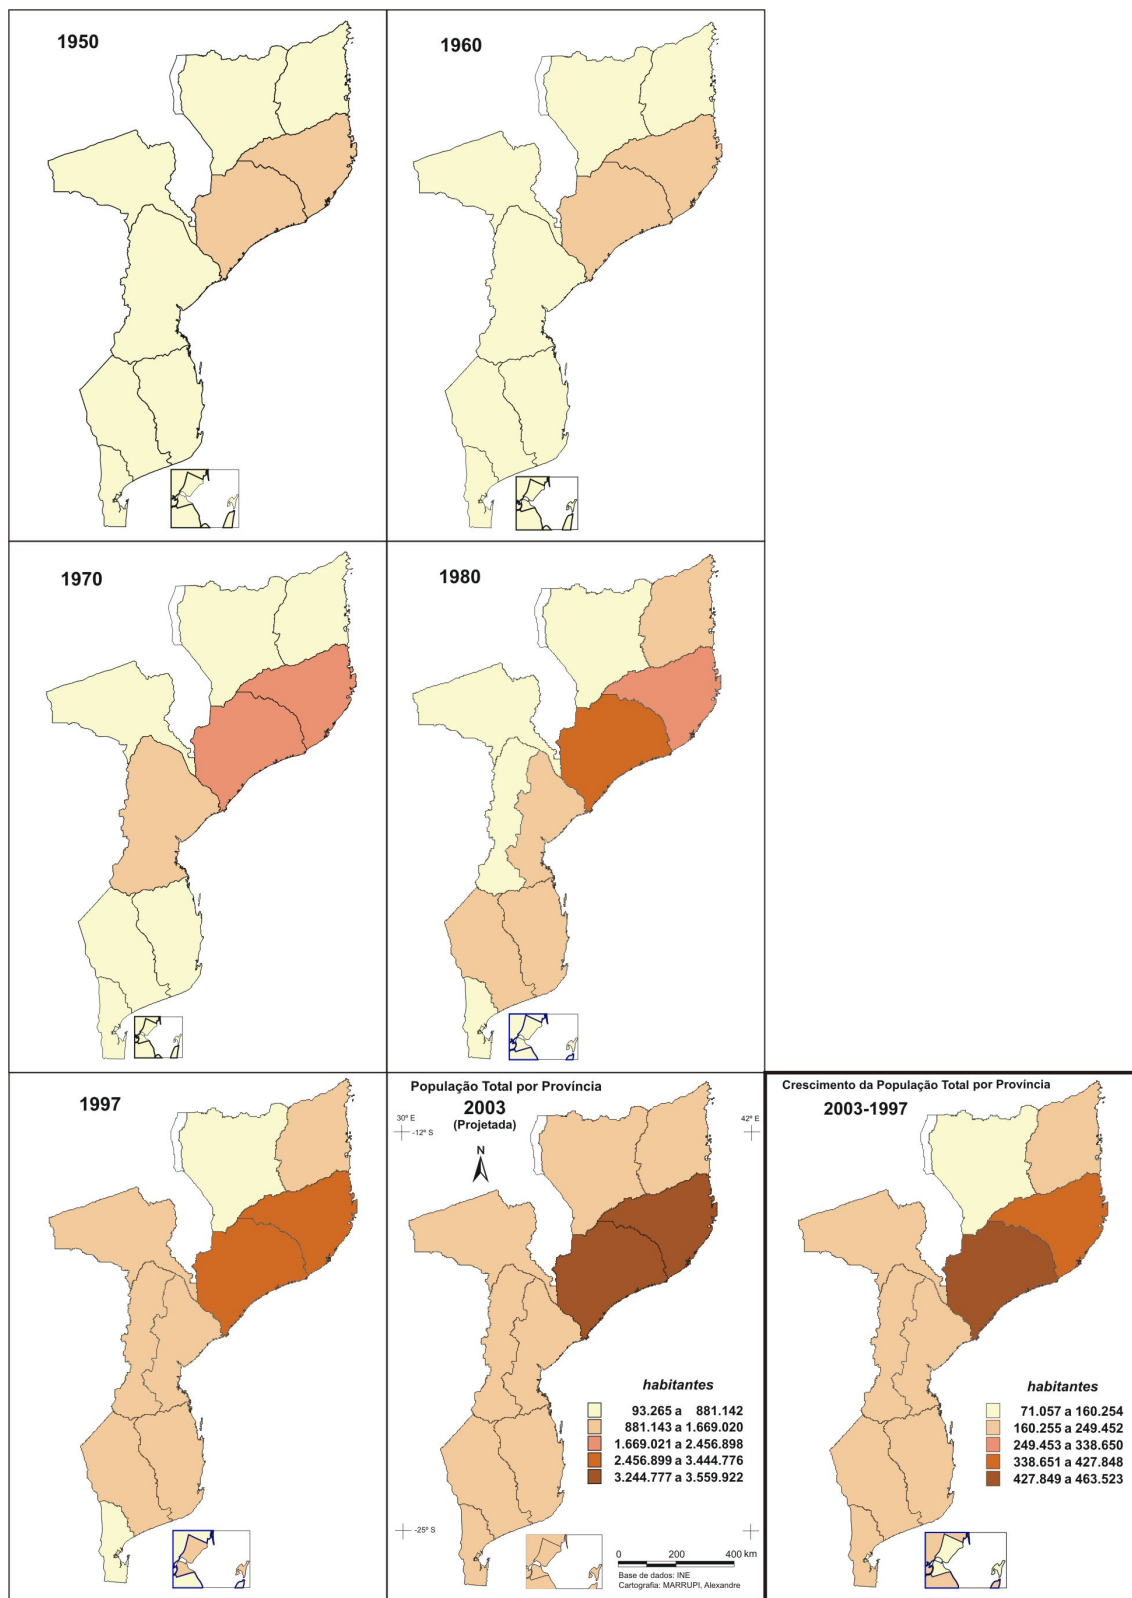 1950
1960
1970
1980
1997
População Total por Província
2003
(Projetada)
30º E
-12º S
42º E
N
habitantes
93.265 a 881.142
881.143 a 1.669.020
1.669.021 a 2.456.898
2.456.899 a 3.444.776
3.244.777 a 3.559.922
-25º S
0 200 400 km
Base de dados: INE
Cartografia: MARRUPI, Alexandre
Crescimento da População Total por Província
2003-1997
habitantes
71.057 a 160.254
160.255 a 249.452
249.453 a 338.650
338.651 a 427.848
427.849 a 463.523